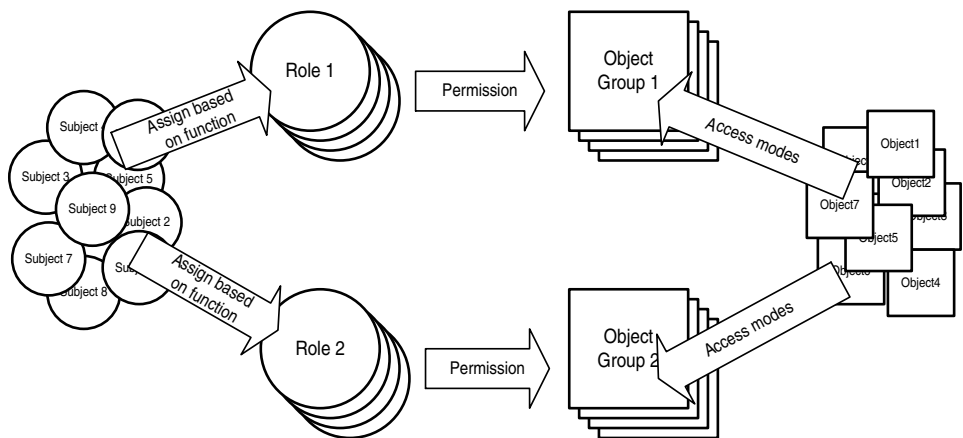 Role 1
Permission
Object
Group 1
Assign based
on function
Access modes
Subject
Subject 3
Subject 5
Subject 9
Subject 2
Subject 7
Subject 8
Object1
Object2
Object7
Object5
Object4
Assign based
on function
Access modes
Role 2
Permission
Object
Group 2